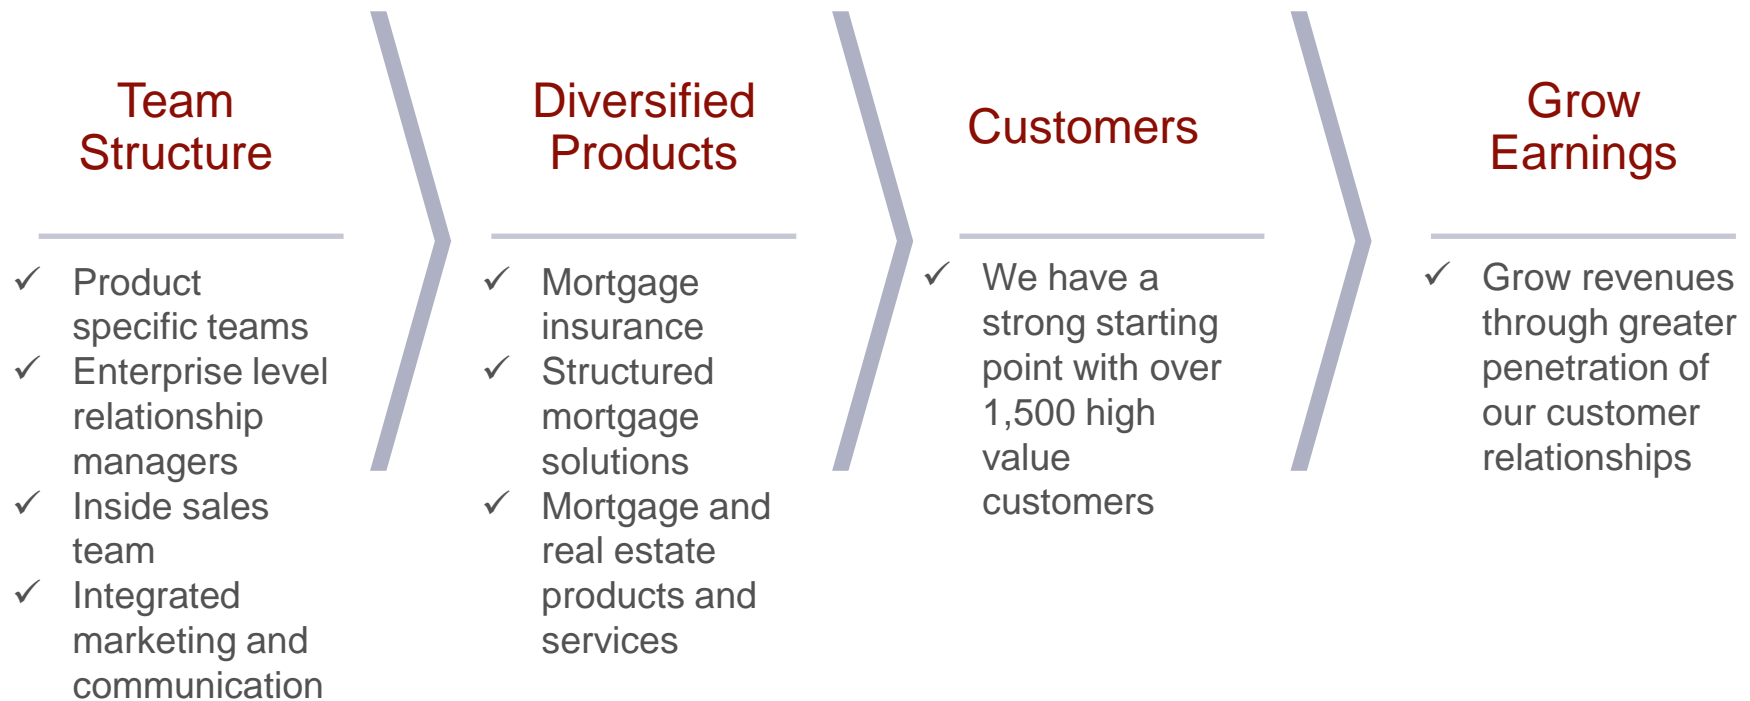 Team
Structure
✓ Product
specific teams
✓ Enterprise level
relationship
managers
✓ Inside sales
team
✓ Integrated
marketing and
communication
Diversified
Products
✓ Mortgage
insurance
✓ Structured
mortgage
solutions
✓ Mortgage and
real estate
products and
services
Customers
✓ We have a
strong starting
point with over
1,500 high
value
customers
Grow
Earnings
✓ Grow revenues
through greater
penetration of
our customer
relationships